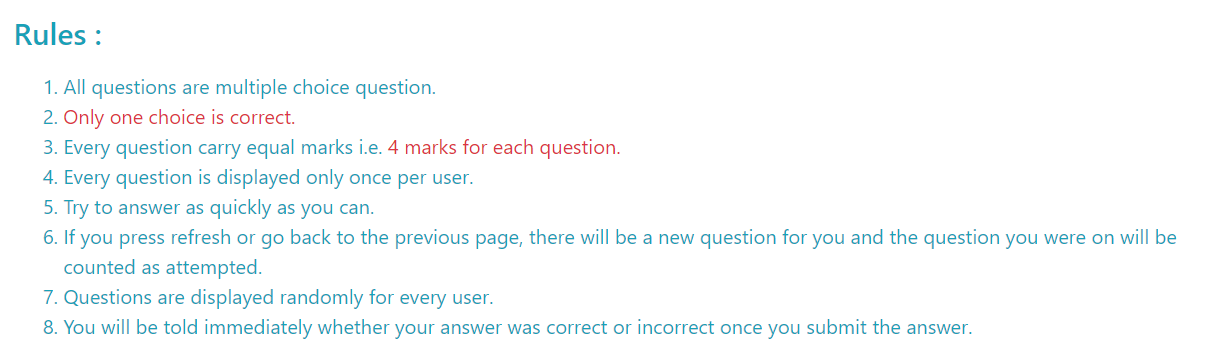 Rules :
1. All questions are multiple choice question.
2. Only one choice is correct.
3. Every question carry equal marks i.e. 4 marks for each question.
4. Every question is displayed only once per user.
5. Try to answer as quickly as you can.
6. If you press refresh or go back to the previous page, there will be a new question for you and the question you were on will be
counted as attempted.
7. Questions are displayed randomly for every user.
8. You will be told immediately whether your answer was correct or incorrect once you submit the answer.